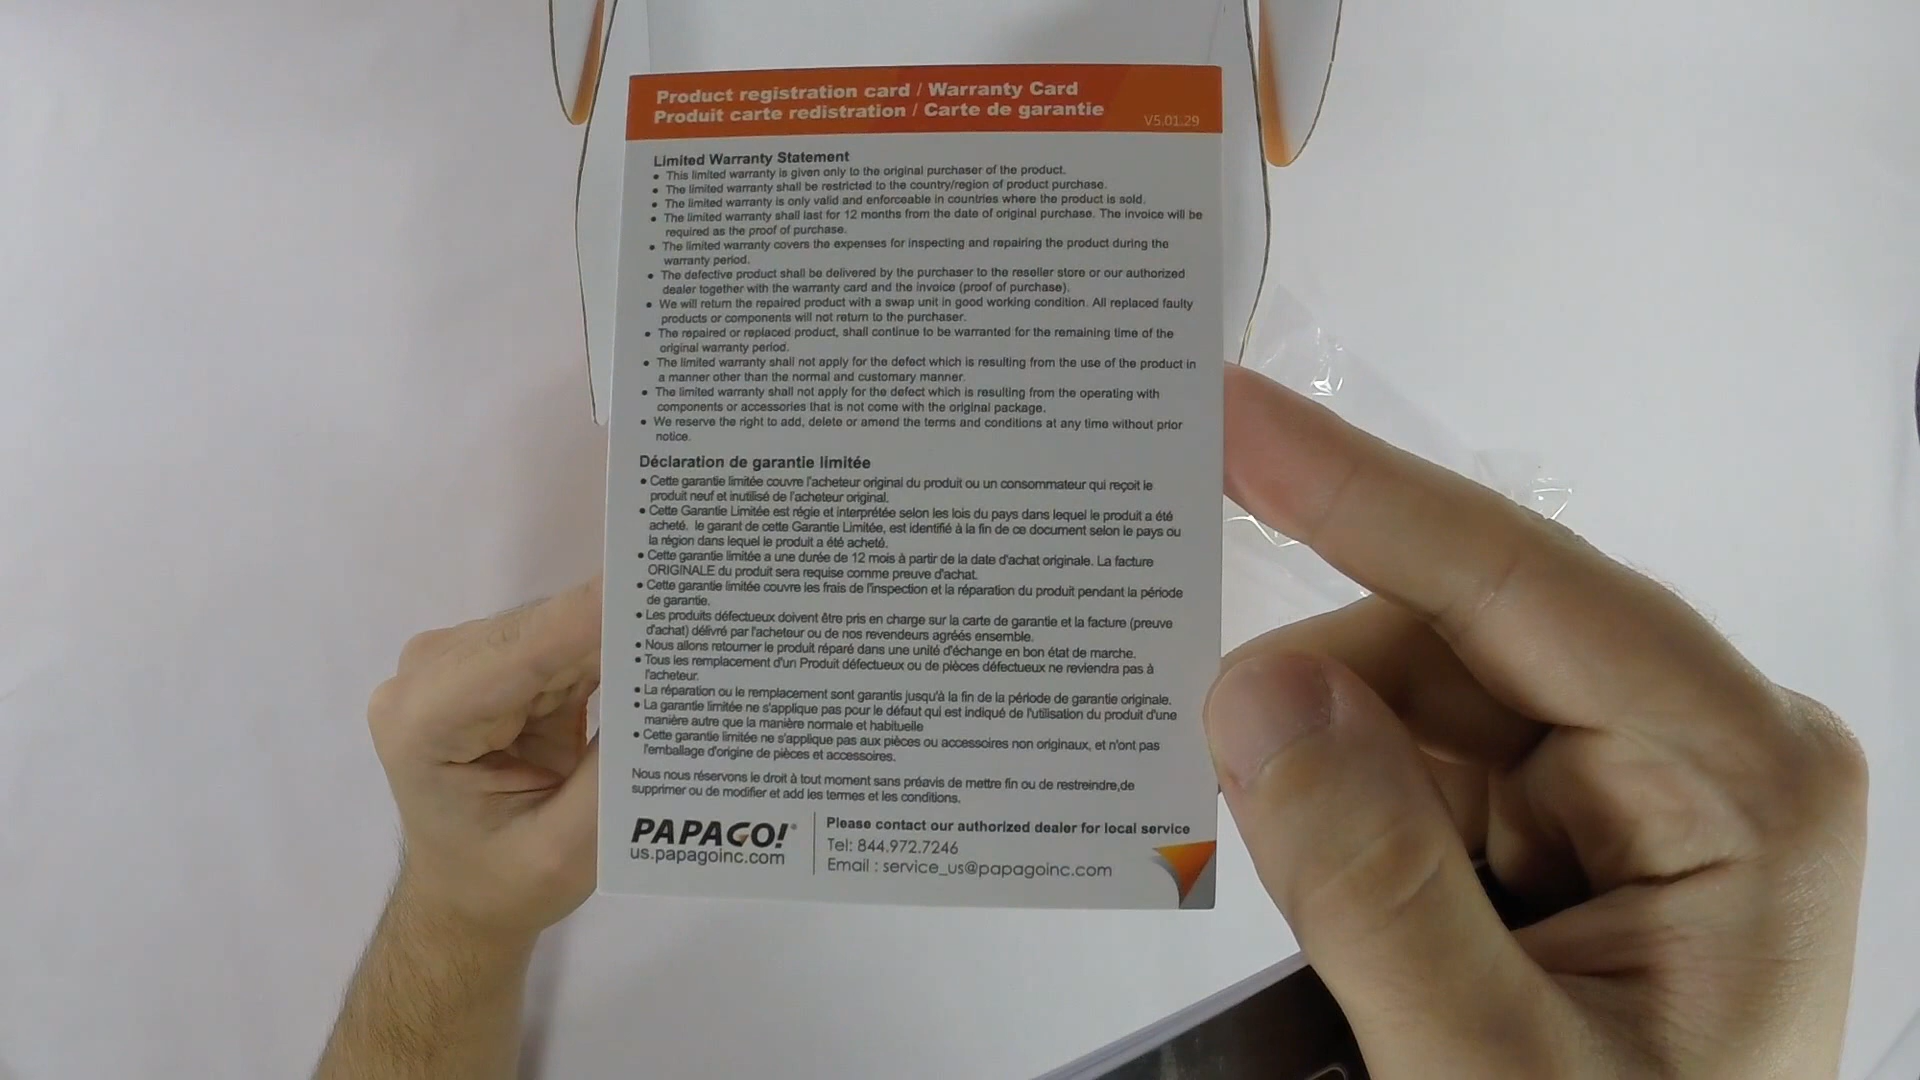 Product registration card / Warranty Card
Produit carte redistration / Carte de garantie
V5.01.29
Limited Warranty Statement
• This limited warranty is given only to the original purchaser of the product.
• The limited warranty shall be restricted to the country/region of product purchase.
• The limited warranty is only valid and enforceable in countries where the product is sold.
• The limited warranty shall last for 12 months from the date of original purchase. The invoice will be
required as the proof of purchase.
• The limited warranty covers the expenses for inspecting and repairing the product during the
warranty period.
• The defective product shall be delivered by the purchaser to the reseller store or our authorized
dealer together with the warranty card and the invoice (proof of purchase).
• We will return the repaired product with a swap unit in good working condition. All replaced faulty
products or components will not return to the purchaser.
• The repaired or replaced product, shall continue to be warranted for the remaining time of the
original warranty period.
• The limited warranty shall not apply for the defect which is resulting from the use of the product in
a manner other than the normal and customary manner.
• The limited warranty shall not apply for the defect which is resulting from the operating with
components or accessories that is not come with the original package.
• We reserve the right to add, delete or amend the terms and conditions at any time without prior
notice.
Déclaration de garantie limitée
• Cette garantie limitée couvre l'acheteur original du produit ou un consommateur qui reçoit le
produit neuf et inutilisé de l'acheteur original.
• Cette Garantie Limitée est régie et interprétée selon les lois du pays dans lequel le produit a été
acheté. le garant de cette Garantie Limitée, est identifié à la fin de ce document selon le pays ou
la région dans lequel le produit a été acheté.
• Cette garantie limitée a une durée de 12 mois à partir de la date d'achat originale. La facture
ORIGINALE du produit sera requise comme preuve d'achat.
• Cette garantie limitée couvre les frais de l'inspection et la réparation du produit pendant la période
de garantie.
• Les produits défectueux doivent être pris en charge sur la carte de garantie et la facture (preuve
d'achat) délivré par l'acheteur ou de nos revendeurs agréés ensemble.
• Nous allons retourner le produit réparé dans une unité d'échange en bon état de marche.
• Tous les remplacement d'un Produit défectueux ou de pièces défectueux ne reviendra pas à
l'acheteur.
• La réparation ou le remplacement sont garantis jusqu'à la fin de la période de garantie originale.
• La garantie limitée ne s'applique pas pour le défaut qui est indiqué de l'utilisation du produit d'une
manière autre que la manière normale et habituelle
• Cette garantie limitée ne s'applique pas aux pièces ou accessoires non originaux, et n'ont pas
l'emballage d'origine de pièces et accessoires.
Nous nous réservons le droit à tout moment sans préavis de mettre fin ou de restreindre,de
supprimer ou de modifier et add les termes et les conditions.
PAPAGO!®
us.papagoinc.com
Please contact our authorized dealer for local service
Tel: 844.972.7246
Email : service_us@papagoinc.com